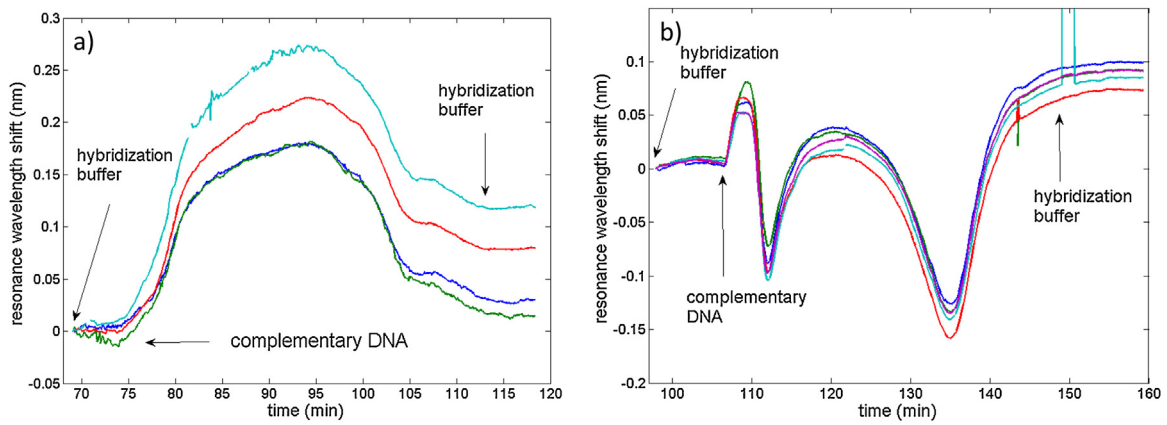 a)
resonance wavelength shift (nm)
0.3
0.25
0.2
0.15
0.1
0.05
0
-0.05
hybridization
buffer
hybridization
buffer
complementary DNA
70 75 80 85 90 95 100 105 110 115 120
time (min)
b)
resonance wavelength shift (nm)
0.1
0.05
0
-0.05
-0.1
-0.15
-0.2
hybridization
buffer
complementary
DNA
hybridization
buffer
100 110 120 130 140 150 160
time (min)